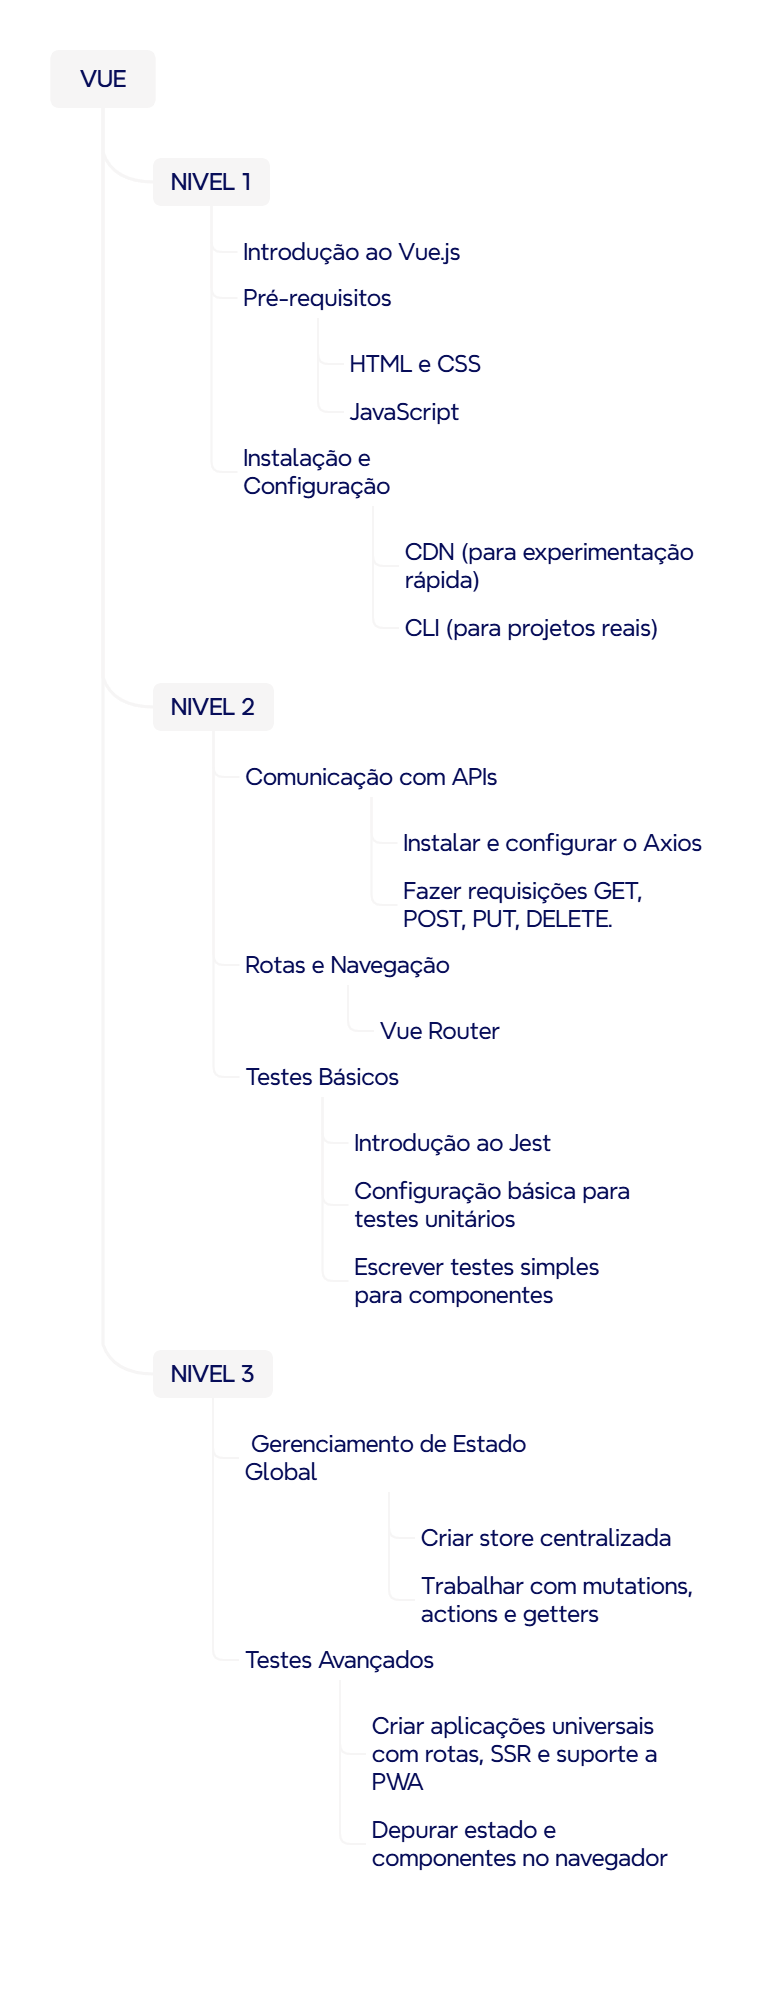 VUE
NIVEL 1
Introdução ao Vue.js
Pré-requisitos
HTML e CSS
JavaScript
Instalação e
Configuração
CDN (para experimentação
rápida)
CLI (para projetos reais)
NIVEL 2
Comunicação com APIs
Instalar e configurar o Axios
Fazer requisições GET,
POST, PUT, DELETE.
Rotas e Navegação
Vue Router
Testes Básicos
Introdução ao Jest
Configuração básica para
testes unitários
Escrever testes simples
para componentes
NIVEL 3
Gerenciamento de Estado
Global
Criar store centralizada
Trabalhar com mutations,
actions e getters
Testes Avançados
Criar aplicações universais
com rotas, SSR e suporte a
PWA
Depurar estado e
componentes no navegador